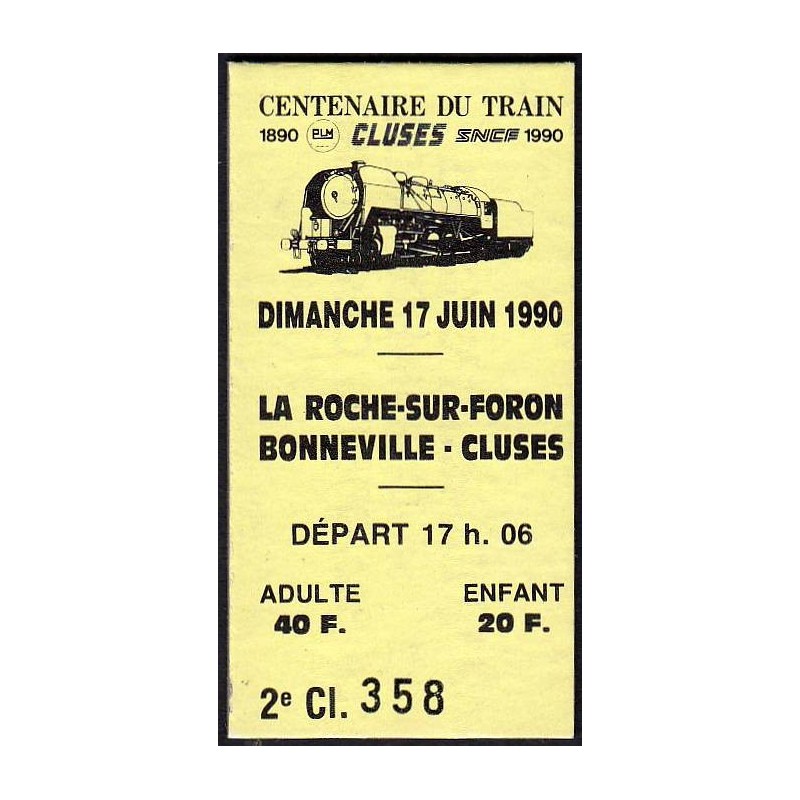 CENTENAIRE DU TRAIN
1890 PLM CLUSES SNCF 1990
DIMANCHE 17 JUIN 1990
LA ROCHE-SUR-FORON
BONNEVILLE - CLUSES
DÉPART 17 h. 06
ADULTE ENFANT
40 F. 20 F.
2e Cl. 358